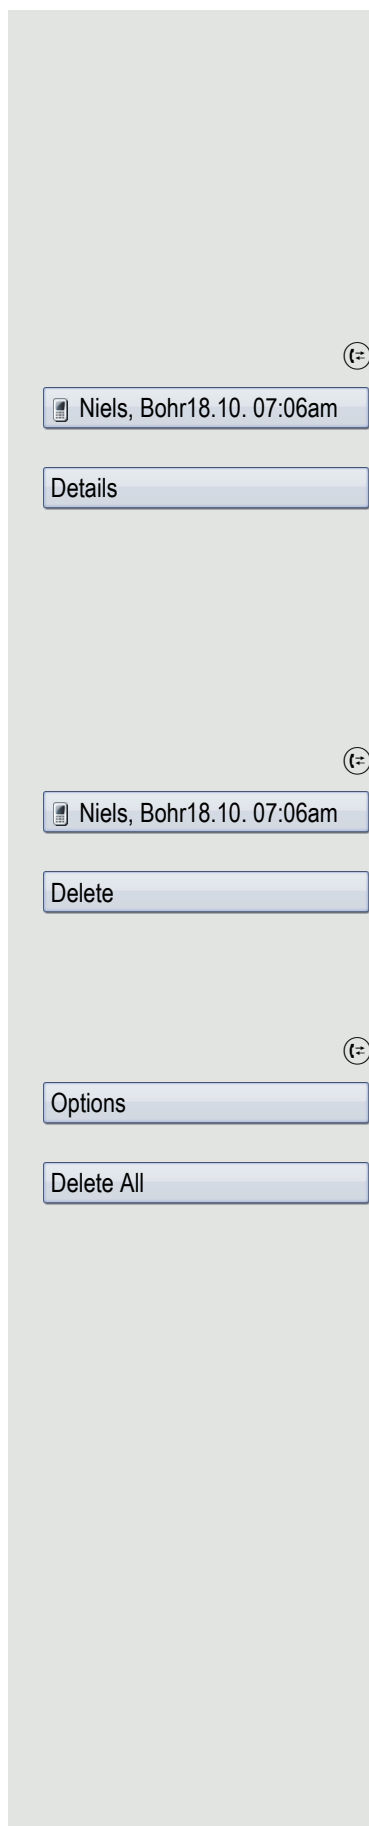 Niels, Bohr18.10. 07:06am
Details
Niels, Bohr18.10. 07:06am
Delete
Options
Delete All